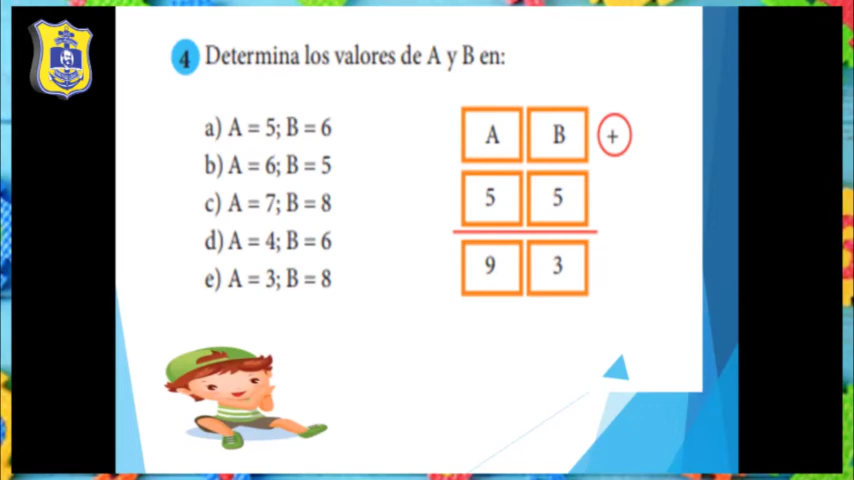 4 Determina los valores de A y B en:
a) A = 5; B = 6
b) A = 6; B = 5
c) A = 7; B = 8
d) A = 4; B = 6
e) A = 3; B = 8
A B +
5 5
9 3